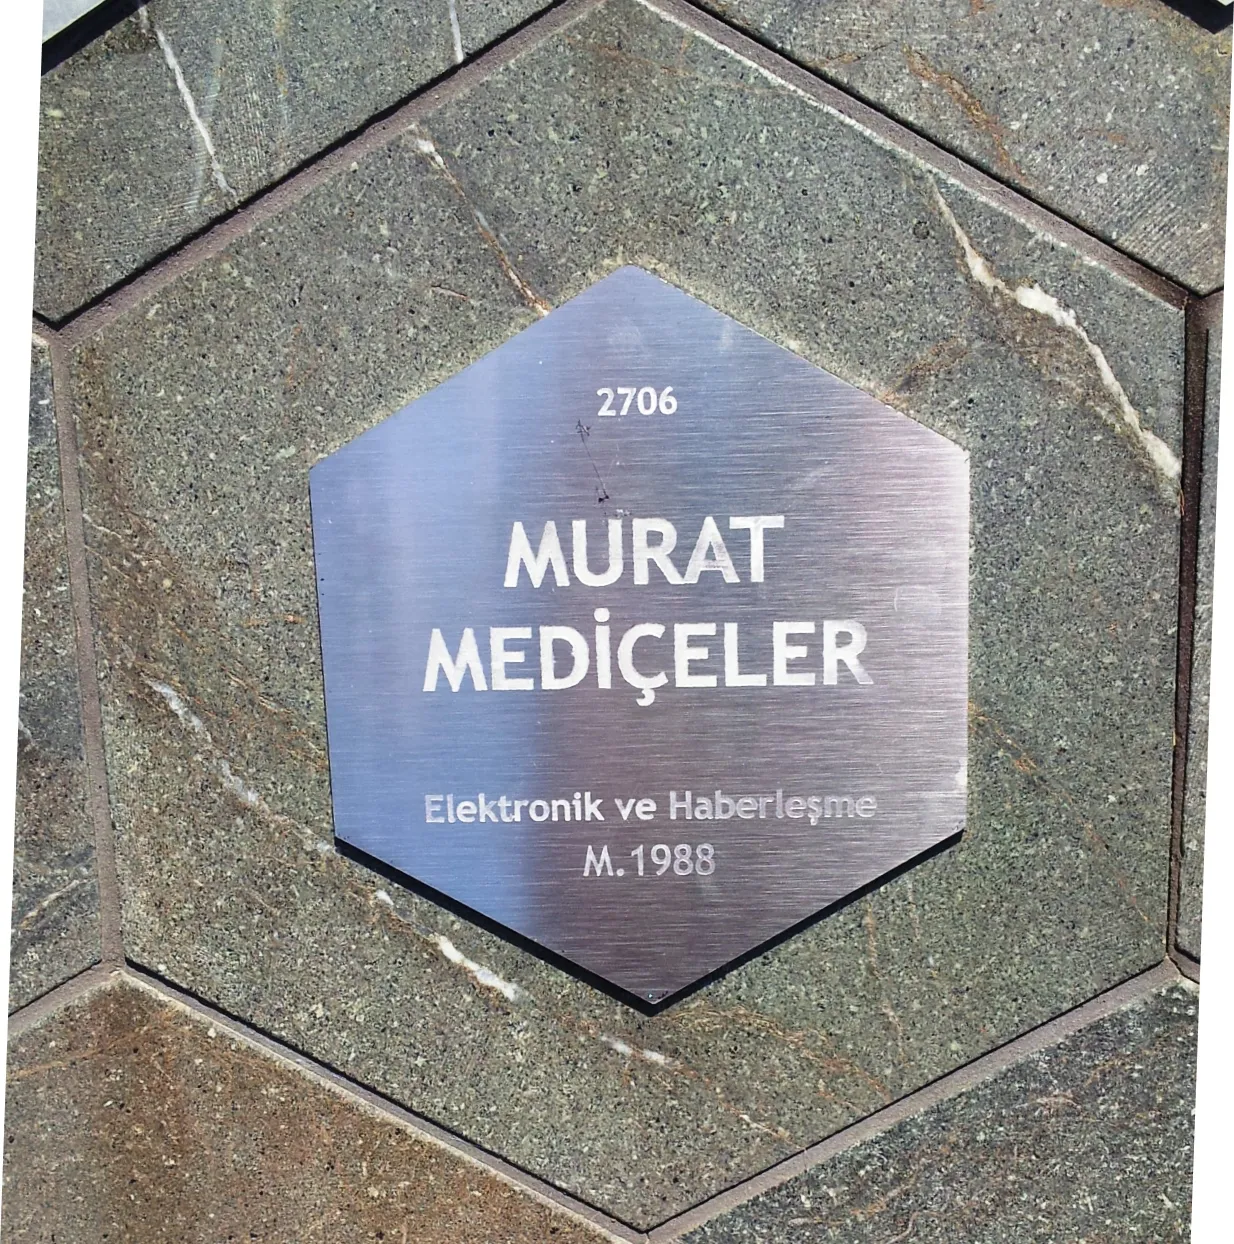 2706
MURAT
MEDİÇELER
Elektronik ve Haberleşme
M.1988